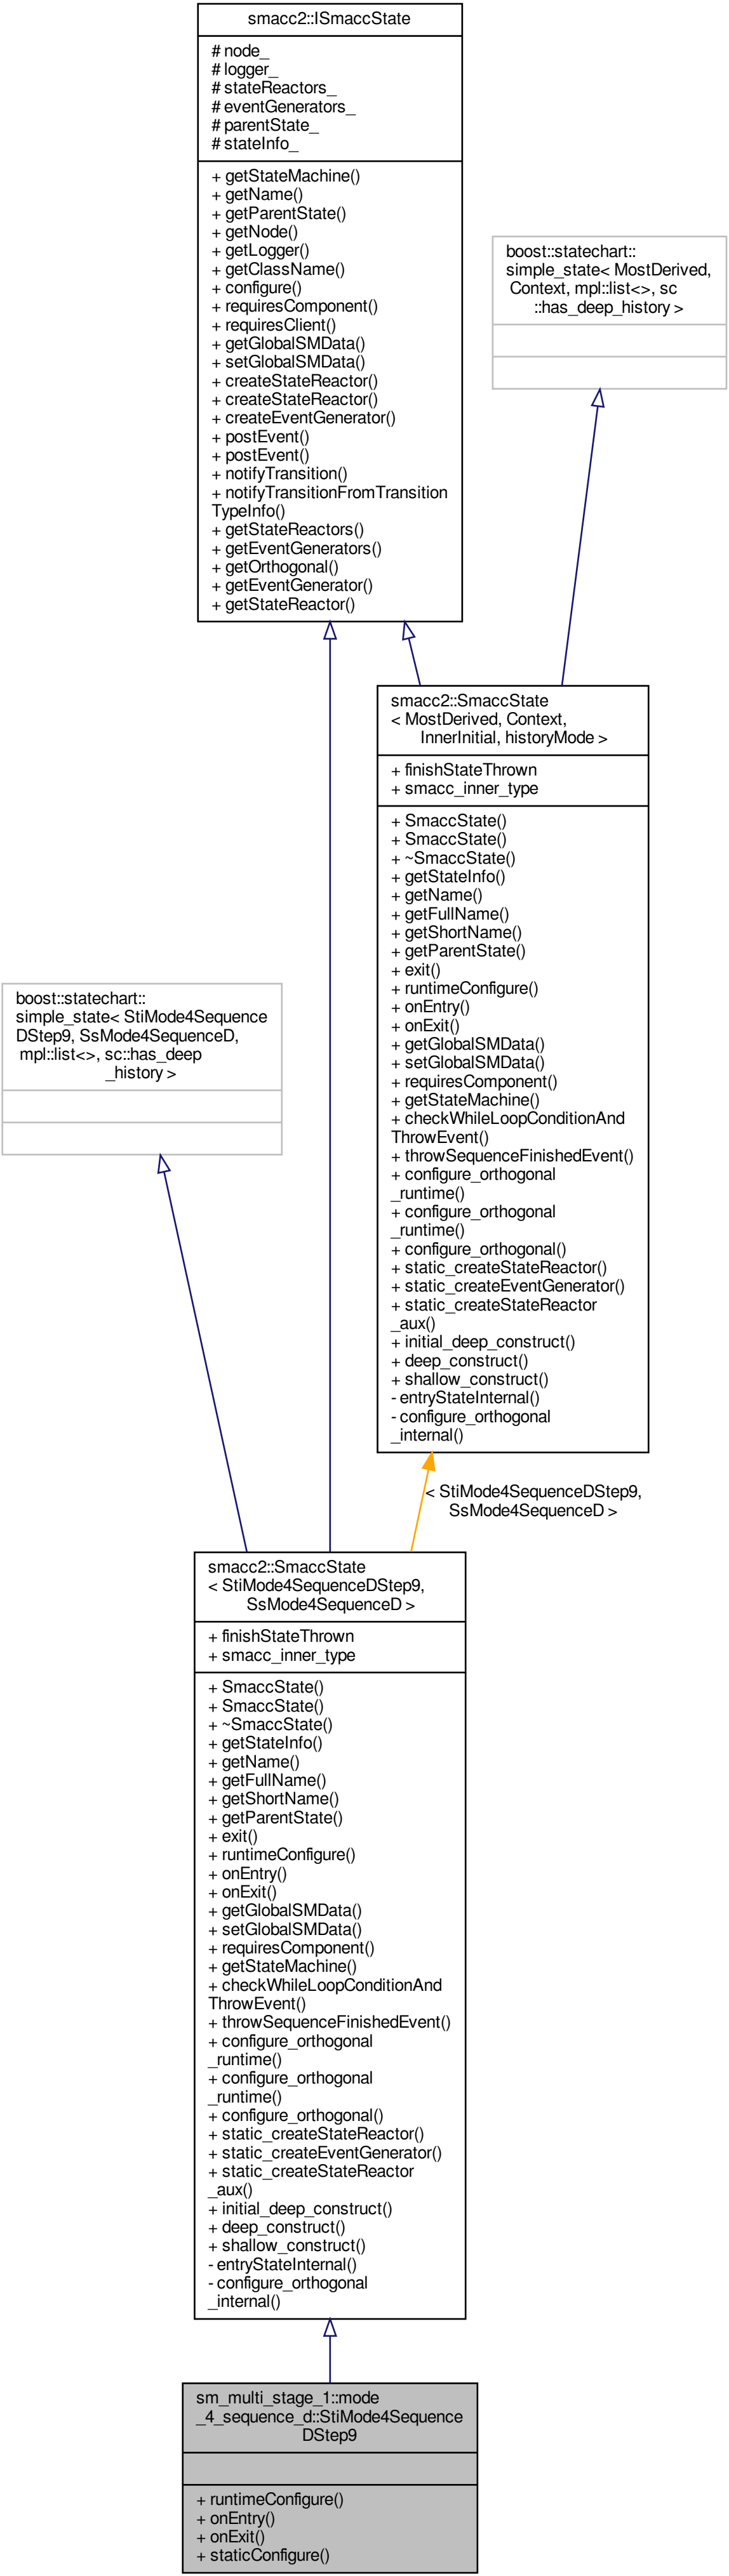 smacc2::ISmaccState
# node_
# logger_
# stateReactors_
# eventGenerators_
# parentState_
# stateInfo_
+ getStateMachine()
+ getName()
+ getParentState()
+ getNode()
+ getLogger()
+ getClassName()
+ configure()
+ requiresComponent()
+ requiresClient()
+ getGlobalSMData()
+ setGlobalSMData()
+ createStateReactor()
+ createStateReactor()
+ createEventGenerator()
+ postEvent()
+ postEvent()
+ notifyTransition()
+ notifyTransitionFromTransition
TypeInfo()
+ getStateReactors()
+ getEventGenerators()
+ getOrthogonal()
+ getEventGenerator()
+ getStateReactor()
boost::statechart::
simple_state< MostDerived,
Context, mpl::list<>, sc
::has_deep_history >
smacc2::SmaccState
< MostDerived, Context,
InnerInitial, historyMode >
+ finishStateThrown
+ smacc_inner_type
+ SmaccState()
+ SmaccState()
+ ~SmaccState()
+ getStateInfo()
+ getName()
+ getFullName()
+ getShortName()
+ getParentState()
+ exit()
+ runtimeConfigure()
+ onEntry()
+ onExit()
+ getGlobalSMData()
+ setGlobalSMData()
+ requiresComponent()
+ getStateMachine()
+ checkWhileLoopConditionAnd
ThrowEvent()
+ throwSequenceFinishedEvent()
+ configure_orthogonal
_runtime()
+ configure_orthogonal
_runtime()
+ configure_orthogonal()
+ static_createStateReactor()
+ static_createEventGenerator()
+ static_createStateReactor
_aux()
+ initial_deep_construct()
+ deep_construct()
+ shallow_construct()
- entryStateInternal()
- configure_orthogonal
_internal()
boost::statechart::
simple_state< StiMode4Sequence
DStep9, SsMode4SequenceD,
mpl::list<>, sc::has_deep
_history >
< StiMode4SequenceDStep9,
SsMode4SequenceD >
smacc2::SmaccState
< StiMode4SequenceDStep9,
SsMode4SequenceD >
+ finishStateThrown
+ smacc_inner_type
+ SmaccState()
+ SmaccState()
+ ~SmaccState()
+ getStateInfo()
+ getName()
+ getFullName()
+ getShortName()
+ getParentState()
+ exit()
+ runtimeConfigure()
+ onEntry()
+ onExit()
+ getGlobalSMData()
+ setGlobalSMData()
+ requiresComponent()
+ getStateMachine()
+ checkWhileLoopConditionAnd
ThrowEvent()
+ throwSequenceFinishedEvent()
+ configure_orthogonal
_runtime()
+ configure_orthogonal
_runtime()
+ configure_orthogonal()
+ static_createStateReactor()
+ static_createEventGenerator()
+ static_createStateReactor
_aux()
+ initial_deep_construct()
+ deep_construct()
+ shallow_construct()
- entryStateInternal()
- configure_orthogonal
_internal()
sm_multi_stage_1::mode
_4_sequence_d::StiMode4Sequence
DStep9
+ runtimeConfigure()
+ onEntry()
+ onExit()
+ staticConfigure()